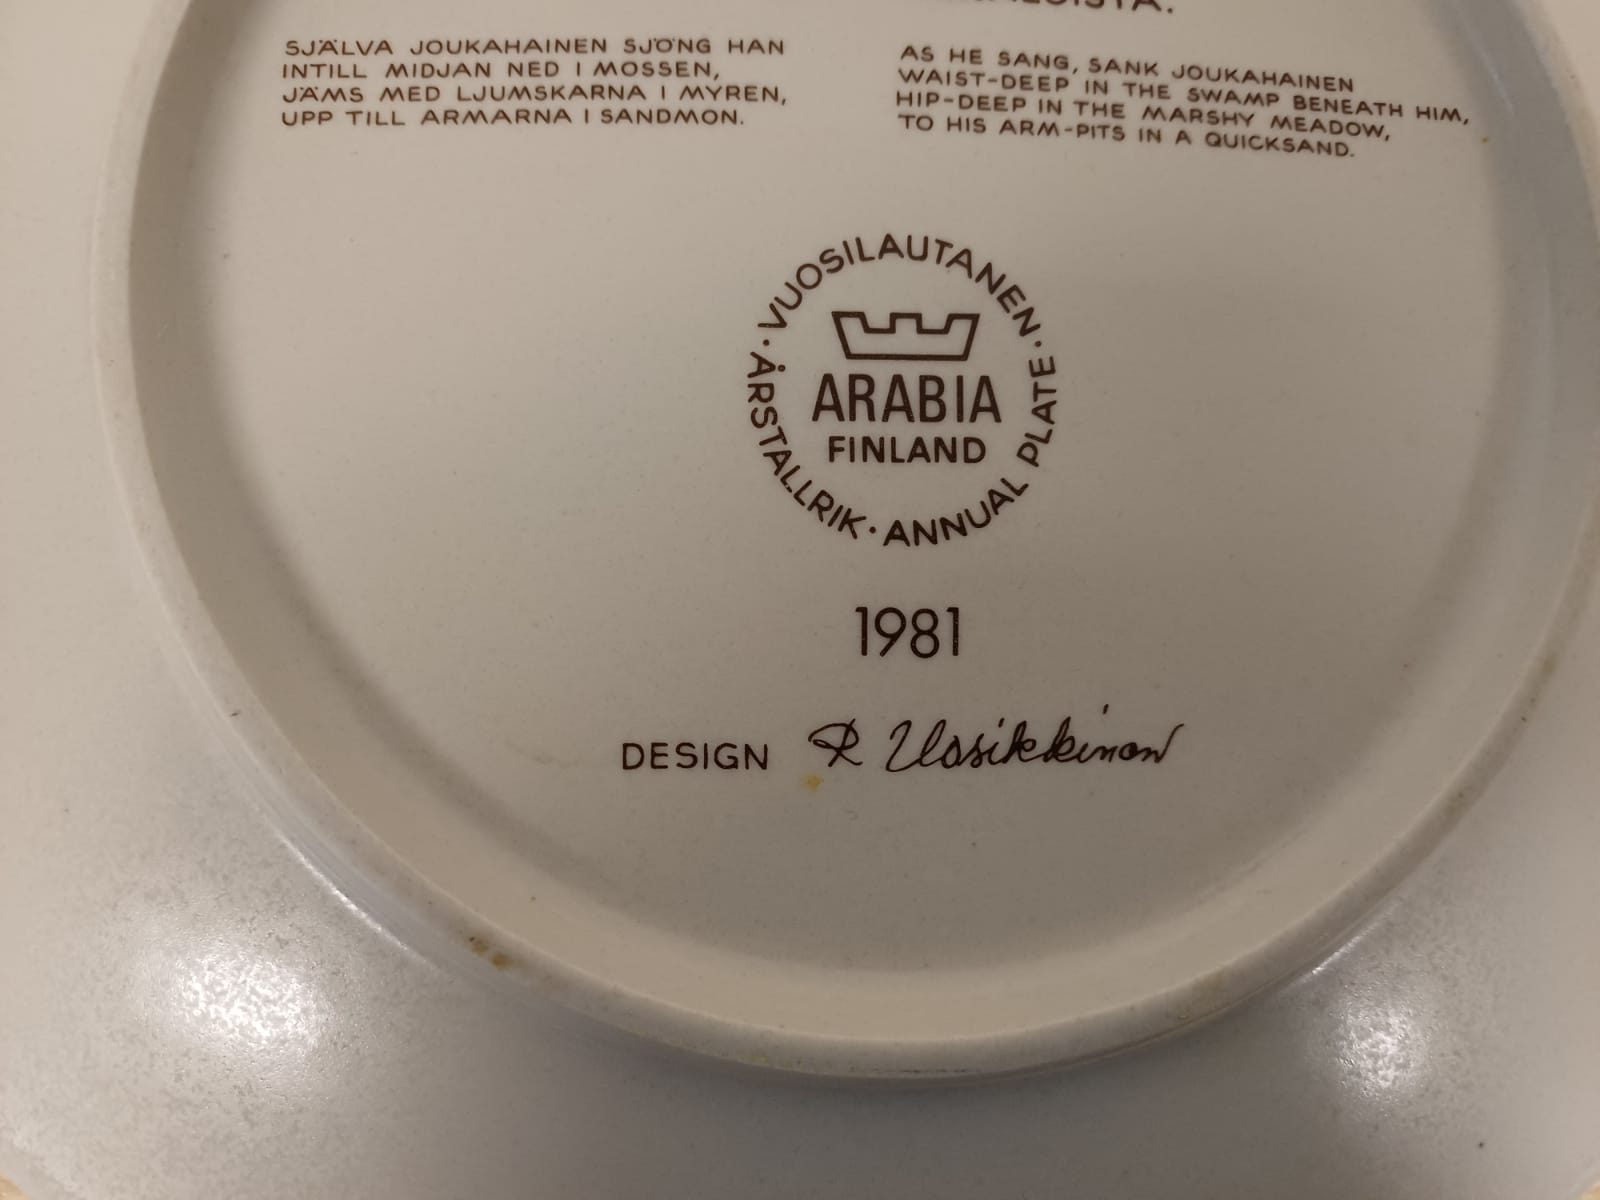 SJÄLVA JOUKAHAINEN SJÖNG HAN
INTILL MIDJAN NED I MOSSEN,
JÄMS MED LJUMSKARNA I MYREN,
UPP TILL ARMARNA I SANDMON.
AS HE SANG, SANK JOUKAHAINEN
WAIST-DEEP IN THE SWAMP BENEATH HIM,
HIP-DEEP IN THE MARSHY MEADOW,
TO HIS ARM-PITS IN A QUICKSAND.
· VUOSILAUTANEN · ANNUAL PLATE · ÅRSTALLRIK
ARABIA
FINLAND
1981
DESIGN R Uosikkinen